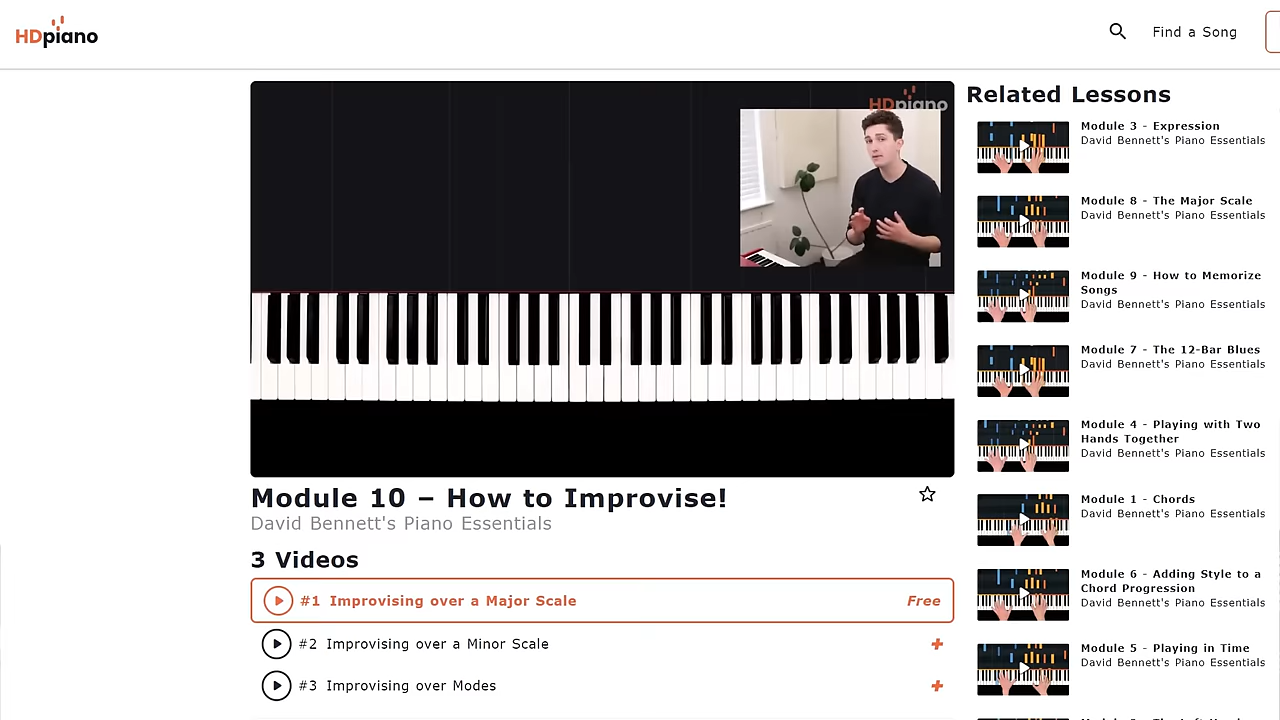 HDpiano
Find a Song
HDpiano
Module 10 – How to Improvise!
David Bennett's Piano Essentials
3 Videos
#1 Improvising over a Major Scale
Free
#2 Improvising over a Minor Scale
#3 Improvising over Modes
Related Lessons
Module 3 - Expression
David Bennett's Piano Essentials
Module 8 - The Major Scale
David Bennett's Piano Essentials
Module 9 - How to Memorize
Songs
David Bennett's Piano Essentials
Module 7 - The 12-Bar Blues
David Bennett's Piano Essentials
Module 4 - Playing with Two
Hands Together
David Bennett's Piano Essentials
Module 1 - Chords
David Bennett's Piano Essentials
Module 6 - Adding Style to a
Chord Progression
David Bennett's Piano Essentials
Module 5 - Playing in Time
David Bennett's Piano Essentials